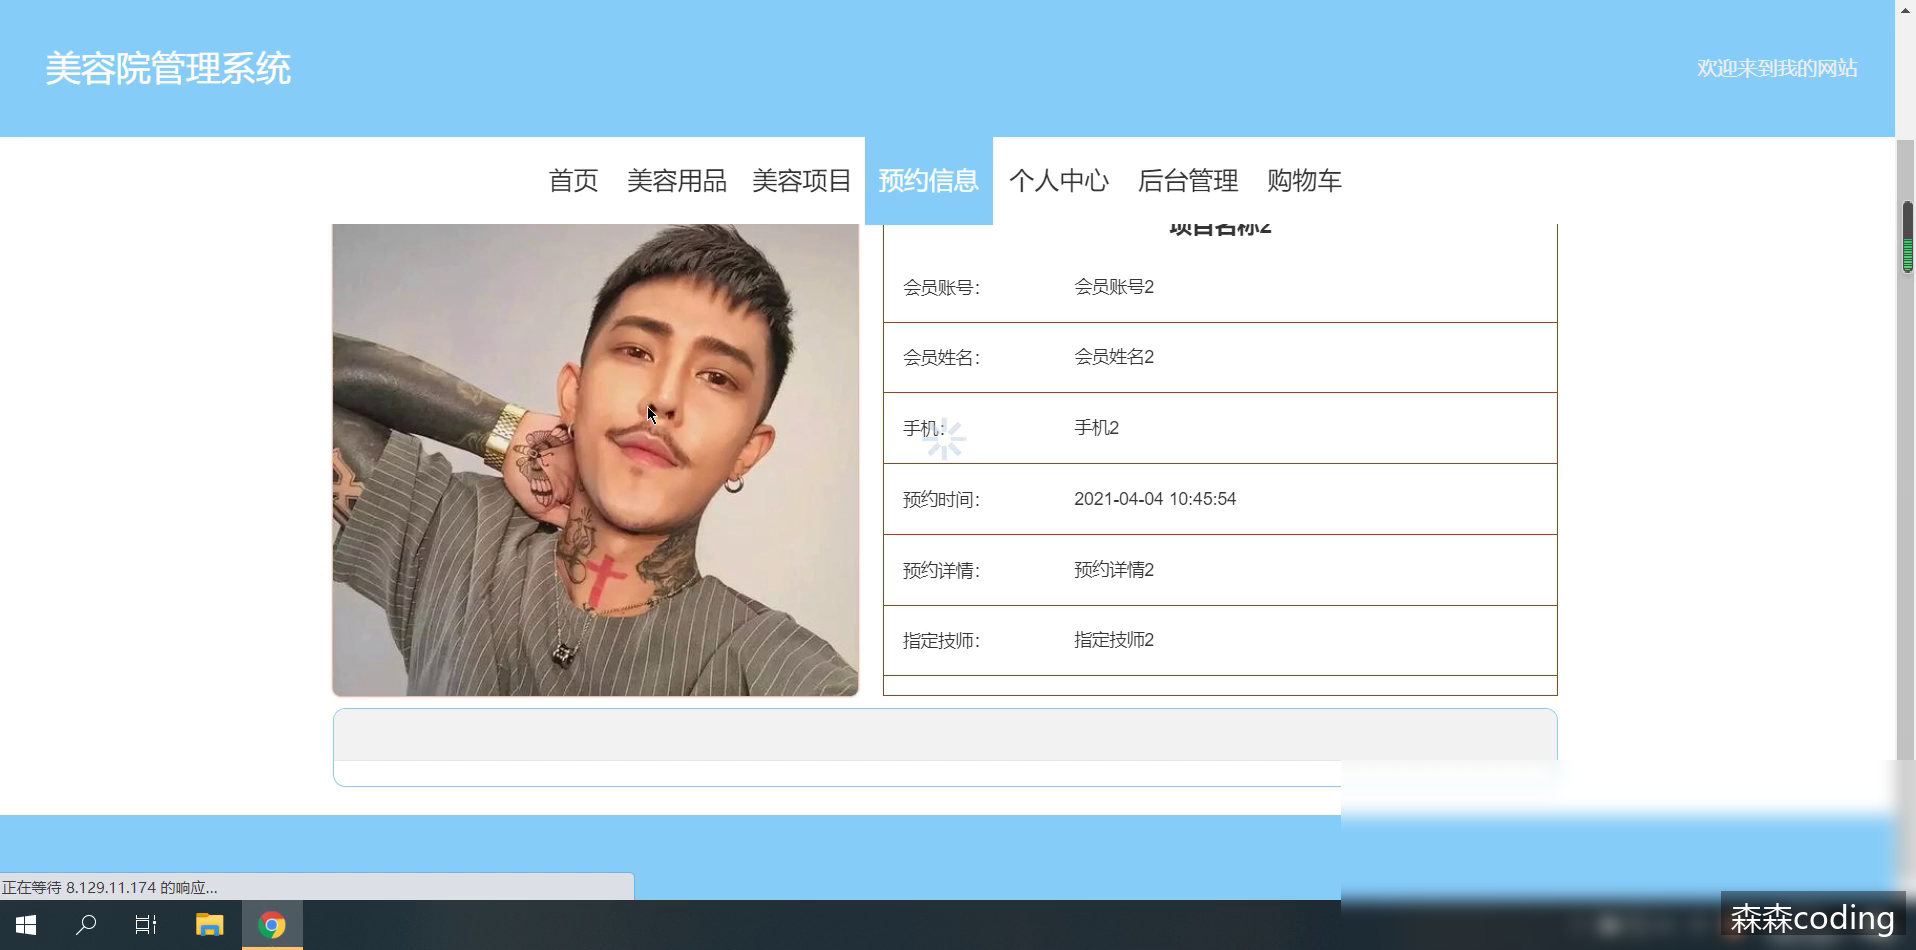 美容院管理系统
欢迎来到我的网站
首页 美容用品 美容项目 预约信息 个人中心 后台管理 购物车
项目名称2
会员账号： 会员账号2
会员姓名： 会员姓名2
手机： 手机2
预约时间： 2021-04-04 10:45:54
预约详情： 预约详情2
指定技师： 指定技师2
正在等待 8.129.11.174 的响应...
森森coding